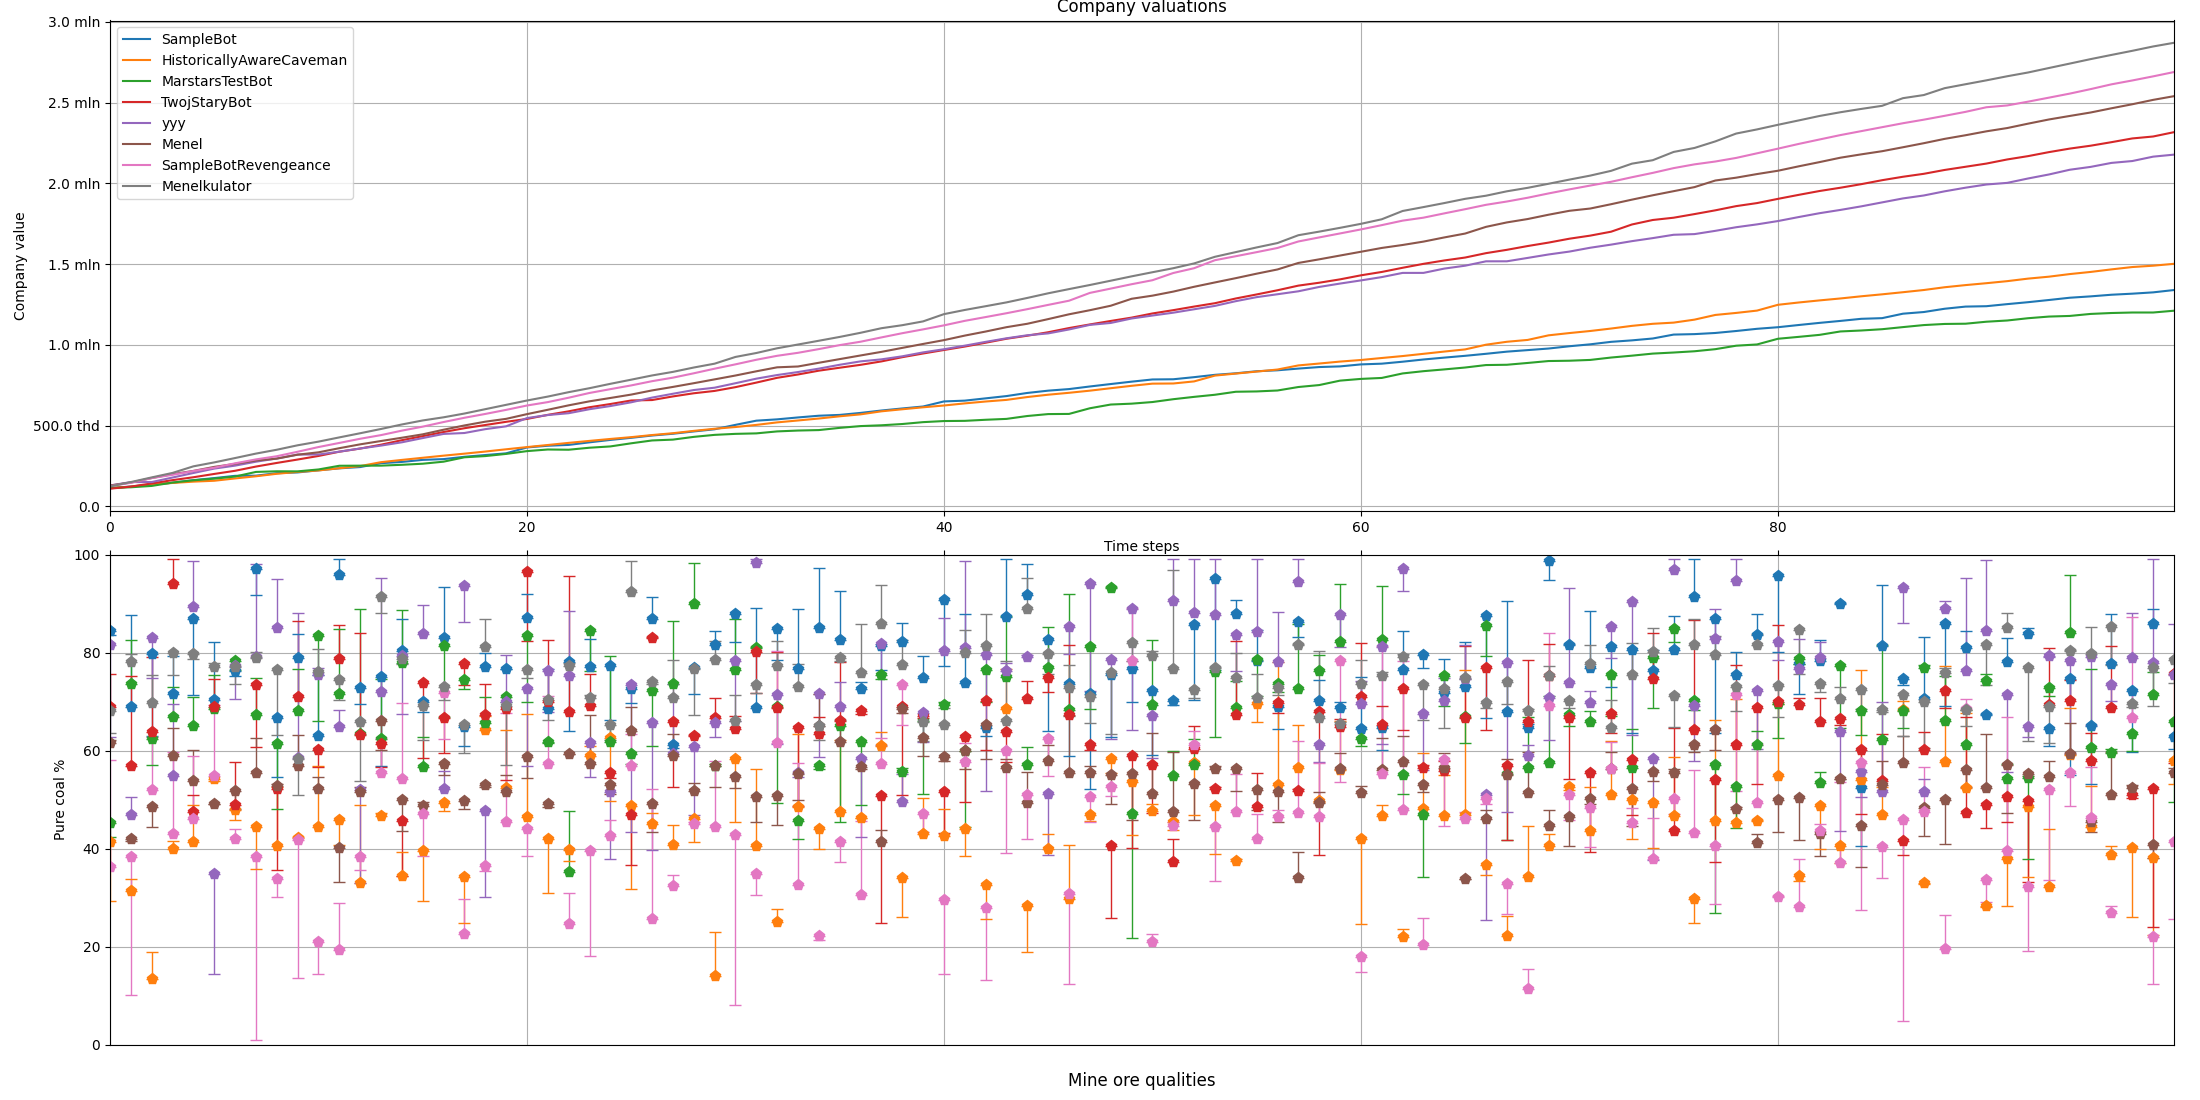 Company valuations
3.0 mln
2.5 mln
2.0 mln
1.5 mln
1.0 mln
500.0 thd
0.0
Company value
SampleBot
HistoricallyAwareCaveman
MarstarsTestBot
TwojStaryBot
yyy
Menel
SampleBotRevengeance
Menelkulator
0 20 40 60 80
Time steps
100
80
60
40
20
0
Pure coal %
Mine ore qualities